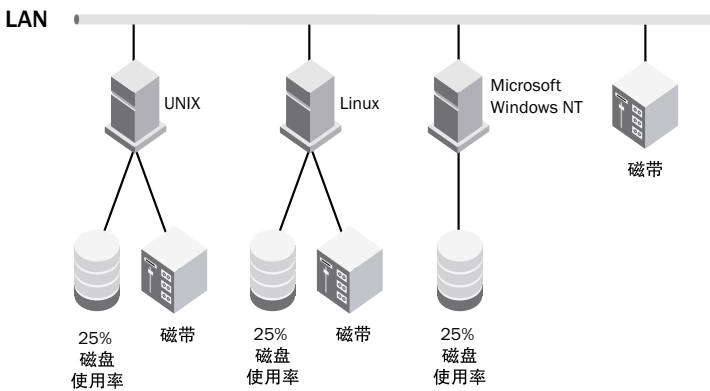 LAN
UNIX
Linux
Microsoft
Windows NT
磁带
25%
磁盘
使用率
磁带
25%
磁盘
使用率
磁带
25%
磁盘
使用率